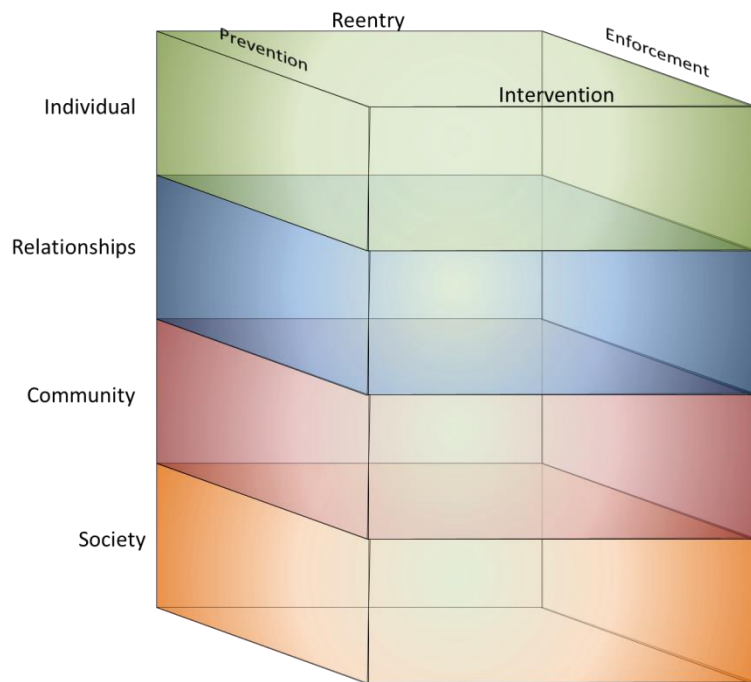 Reentry
Prevention
Enforcement
Intervention
Individual
Relationships
Community
Society